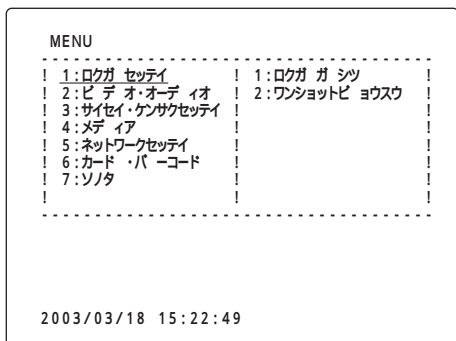 MENU
! 1:ロクガ セッテイ ! 1:ロクガ ガ シツ !
! 2:ビ デ オ・オーデ ィオ ! 2:ワンショットビ ョウスウ !
! 3:サイセイ・ケンサクセッテイ ! !
! 4:メデ ィア ! !
! 5:ネットワークセッテイ ! !
! 6:カード ・バ ーコード ! !
! 7:ソノタ ! !
! ! !
2003/03/18 15:22:49